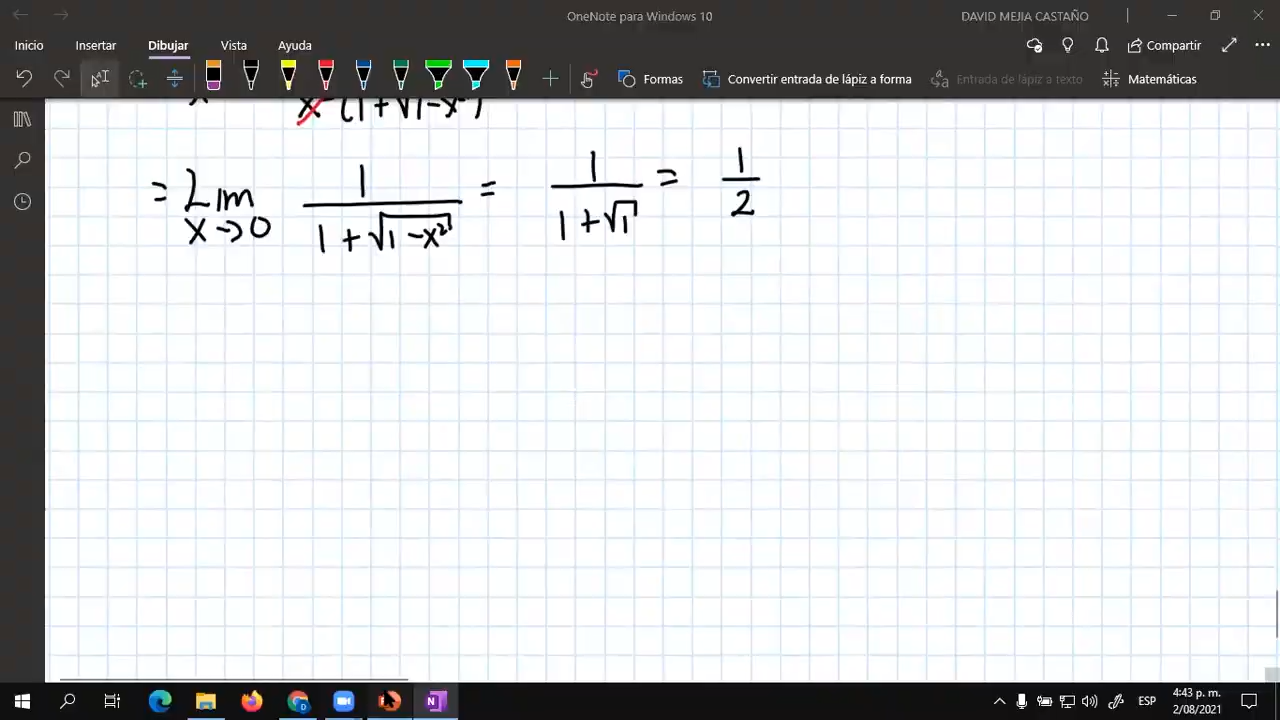 OneNote para Windows 10
DAVID MEJIA CASTAÑO
Inicio Insertar Dibujar Vista Ayuda
Compartir
Formas
Convertir entrada de lápiz a forma
Entrada de lápiz a texto
Matemáticas
= Lim x→0 1 / (1 + √(1 - x²)) = 1 / (1 + √1) = 1/2
ESP
4:43 p. m.
2/08/2021